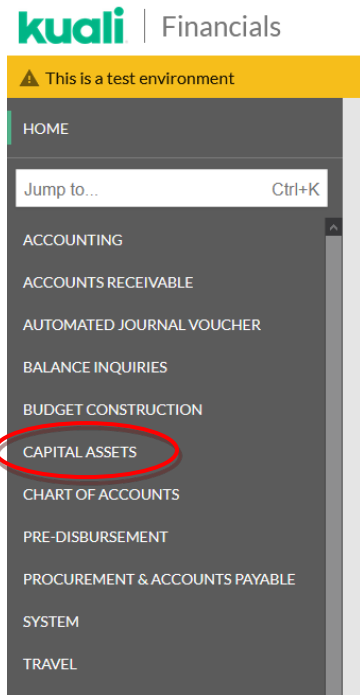 kuali Financials
This is a test environment
HOME
Jump to... Ctrl+K
ACCOUNTING
ACCOUNTS RECEIVABLE
AUTOMATED JOURNAL VOUCHER
BALANCE INQUIRIES
BUDGET CONSTRUCTION
CAPITAL ASSETS
CHART OF ACCOUNTS
PRE-DISBURSEMENT
PROCUREMENT & ACCOUNTS PAYABLE
SYSTEM
TRAVEL